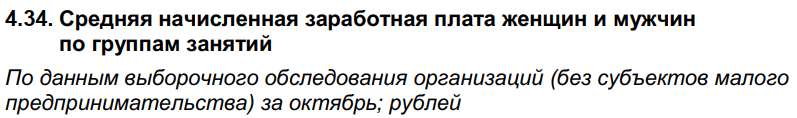 4.34. Средняя начисленная заработная плата женщин и мужчин
по группам занятий
По данным выборочного обследования организаций (без субъектов малого
предпринимательства) за октябрь; рублей